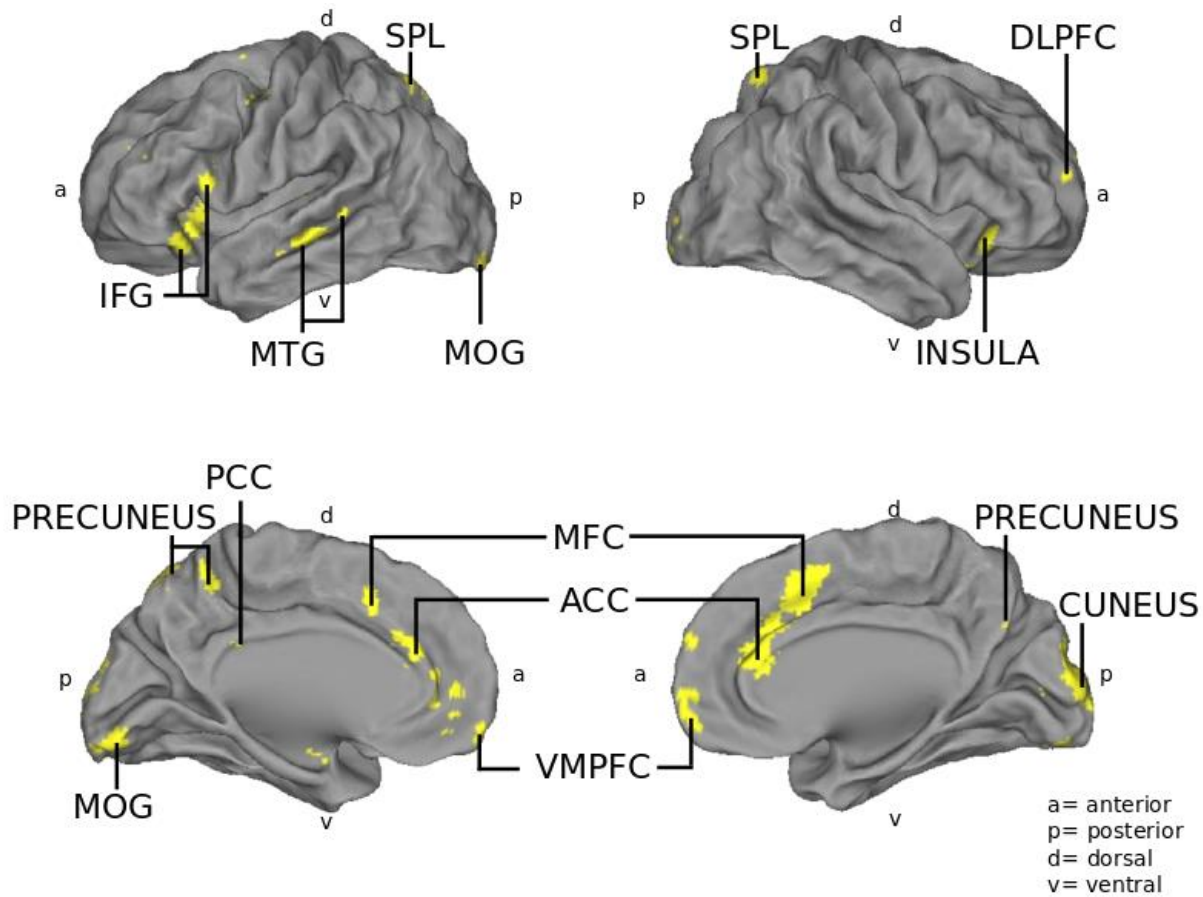 d
SPL
a
p
IFG
v
MTG
MOG
d
SPL
DLPFC
p
a
v
INSULA
PCC
PRECUNEUS
d
MFC
ACC
p
a
VMPFC
MOG
v
d
PRECUNEUS
CUNEUS
a
p
v
a= anterior
p= posterior
d= dorsal
v= ventral